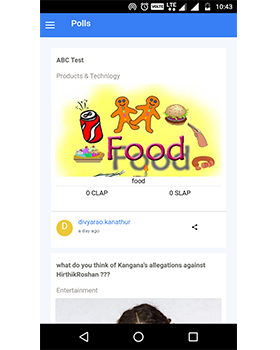 VOLTE LTE 10:43
Polls
ABC Test
Products & Technlogy
Food
food
0 CLAP 0 SLAP
D divyarao.kanathur
a day ago
what do you think of Kangana's allegations against
HirthikRoshan ???
Entertainment